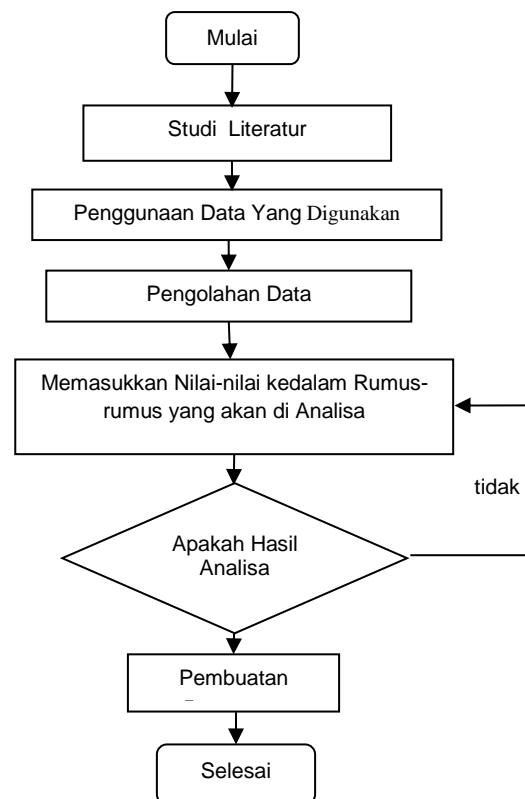 Mulai
Studi Literatur
Penggunaan Data Yang Digunakan
Pengolahan Data
Memasukkan Nilai-nilai kedalam Rumus-
rumus yang akan di Analisa
tidak
Apakah Hasil
Analisa
Pembuatan
Selesai